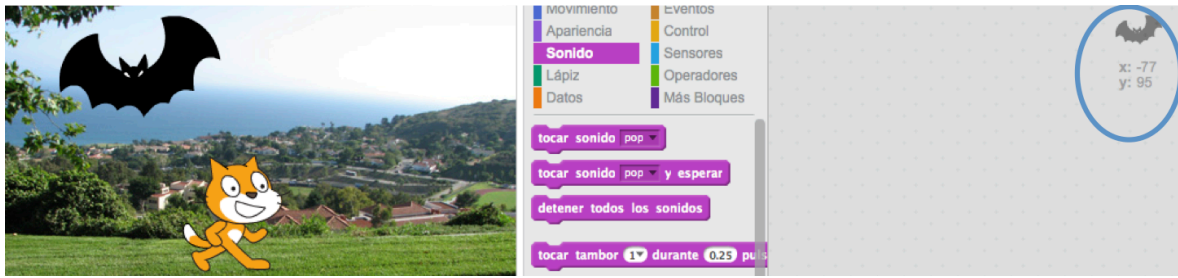 Movimiento
Eventos
Apariencia
Control
Sonido
Sensores
Lápiz
Operadores
Datos
Más Bloques
tocar sonido pop
tocar sonido pop y esperar
detener todos los sonidos
tocar tambor 1 durante 0.25 puls
x: -77
y: 95